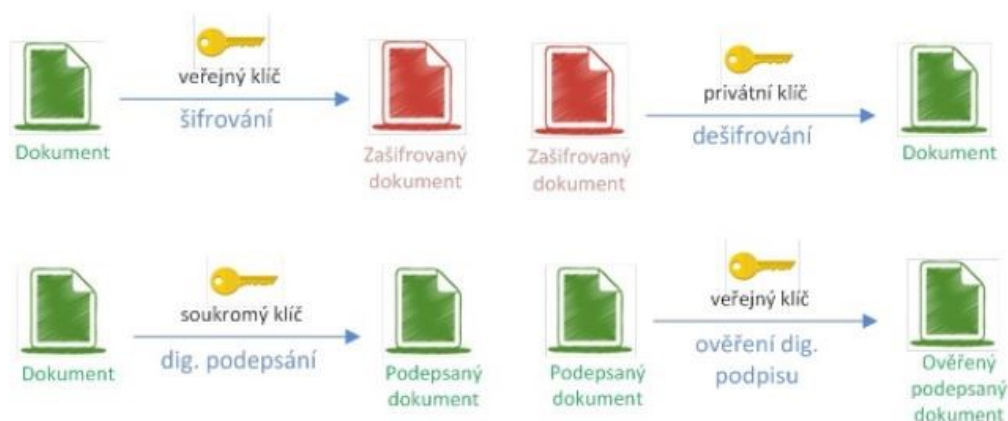 veřejný klíč
šifrování
Dokument
Zašifrovaný
dokument
privátní klíč
dešifrování
Zašifrovaný
dokument
Dokument
soukromý klíč
dig. podepsání
Dokument
Podepsaný
dokument
veřejný klíč
ověření dig.
podpisu
Podepsaný
dokument
Ověřený
podepsaný
dokument